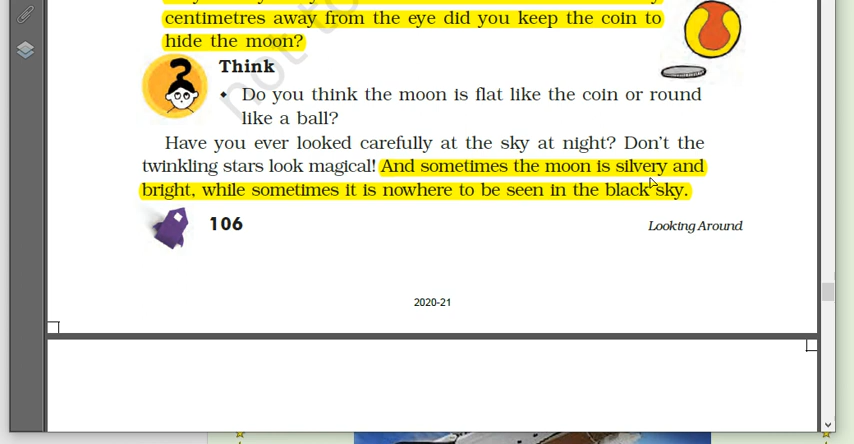 centimetres away from the eye did you keep the coin to
hide the moon?
Think
• Do you think the moon is flat like the coin or round
like a ball?
Have you ever looked carefully at the sky at night? Don't the
twinkling stars look magical! And sometimes the moon is silvery and
bright, while sometimes it is nowhere to be seen in the black sky.
106
Looking Around
2020-21